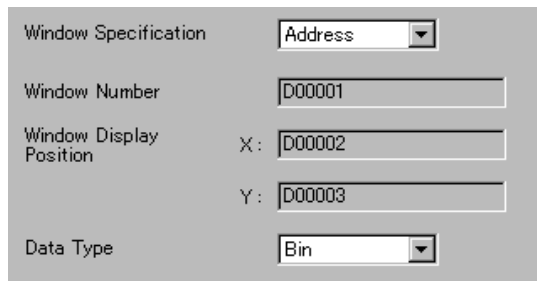 Window Specification Address
Window Number D00001
Window Display
Position X: D00002
Y: D00003
Data Type Bin